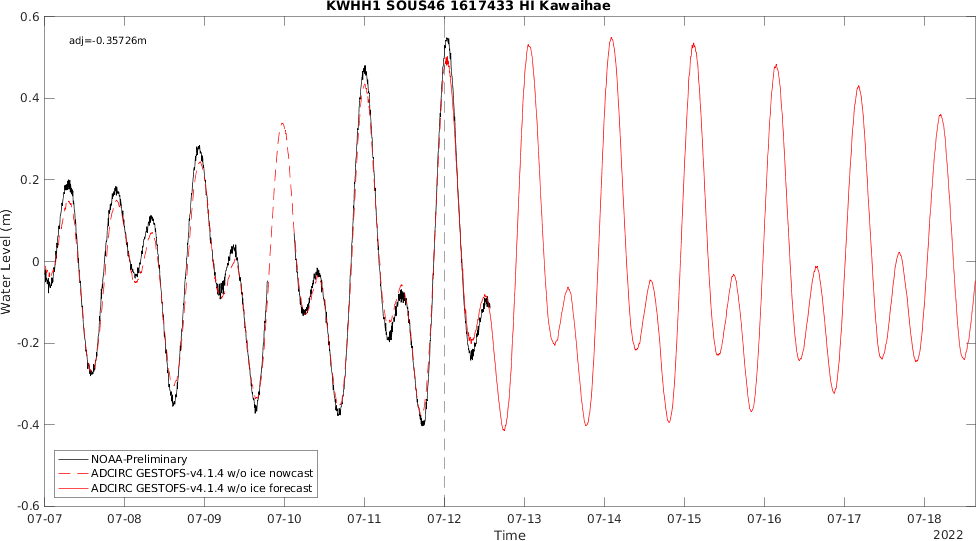 KWHH1 SOUS46 1617433 HI Kawaihae
adj=-0.35726m
0.6
0.4
0.2
0
-0.2
-0.4
-0.6
Water Level (m)
NOAA-Preliminary
ADCIRC GESTOFS-v4.1.4 w/o ice nowcast
ADCIRC GESTOFS-v4.1.4 w/o ice forecast
07-07 07-08 07-09 07-10 07-11 07-12 07-13 07-14 07-15 07-16 07-17 07-18
Time
2022